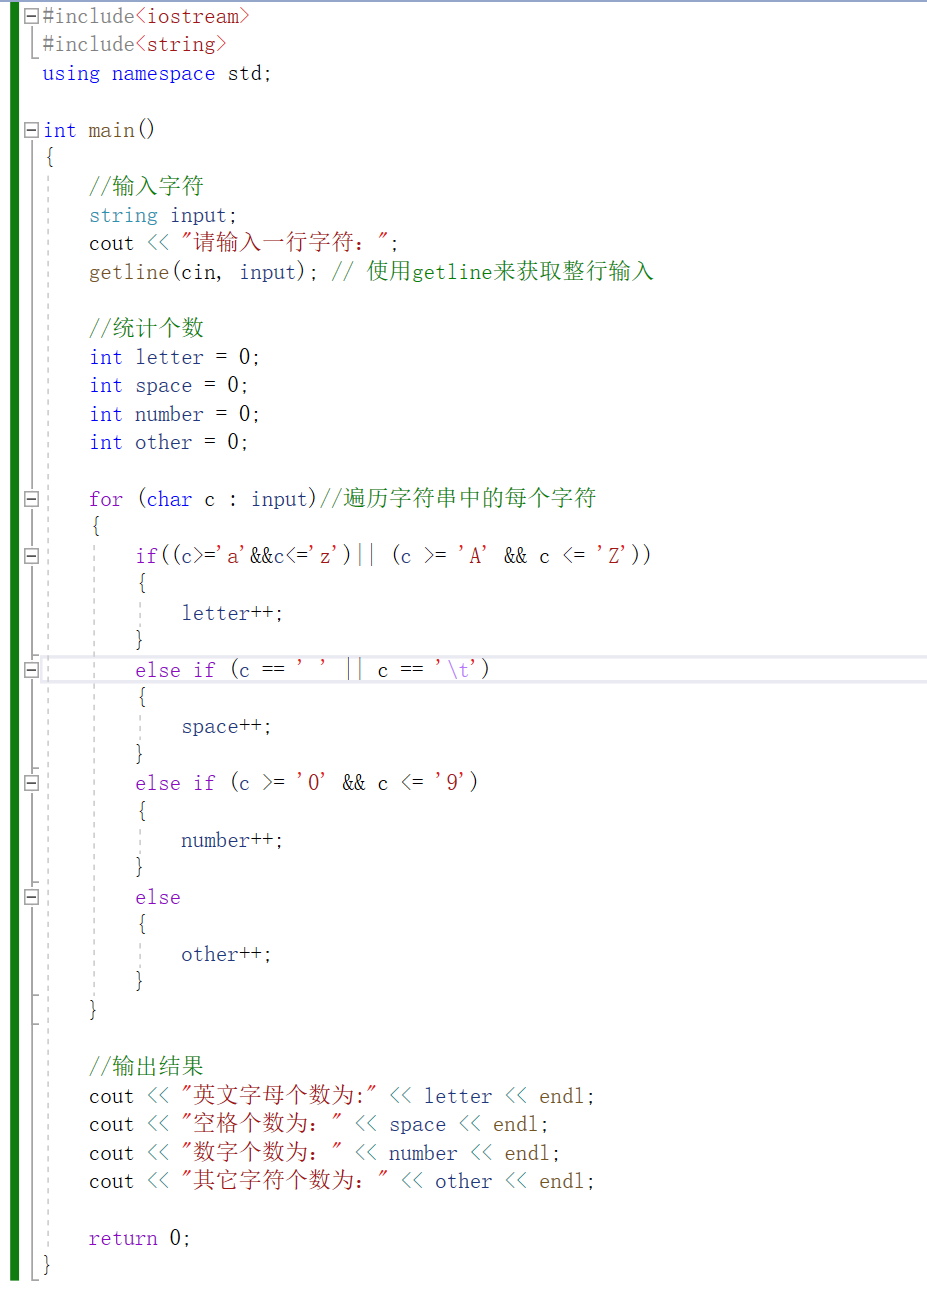 #include<iostream>
#include<string>
using namespace std;
int main()
{
//输入字符
string input;
cout << "请输入一行字符：";
getline(cin, input); // 使用getline来获取整行输入
//统计个数
int letter = 0;
int space = 0;
int number = 0;
int other = 0;
for (char c : input)//遍历字符串中的每个字符
{
if((c>='a'&&c<='z')|| (c >= 'A' && c <= 'Z'))
{
letter++;
}
else if (c == ' ' || c == '\t')
{
space++;
}
else if (c >= '0' && c <= '9')
{
number++;
}
else
{
other++;
}
}
//输出结果
cout << "英文字母个数为:" << letter << endl;
cout << "空格个数为：" << space << endl;
cout << "数字个数为：" << number << endl;
cout << "其它字符个数为：" << other << endl;
return 0;
}